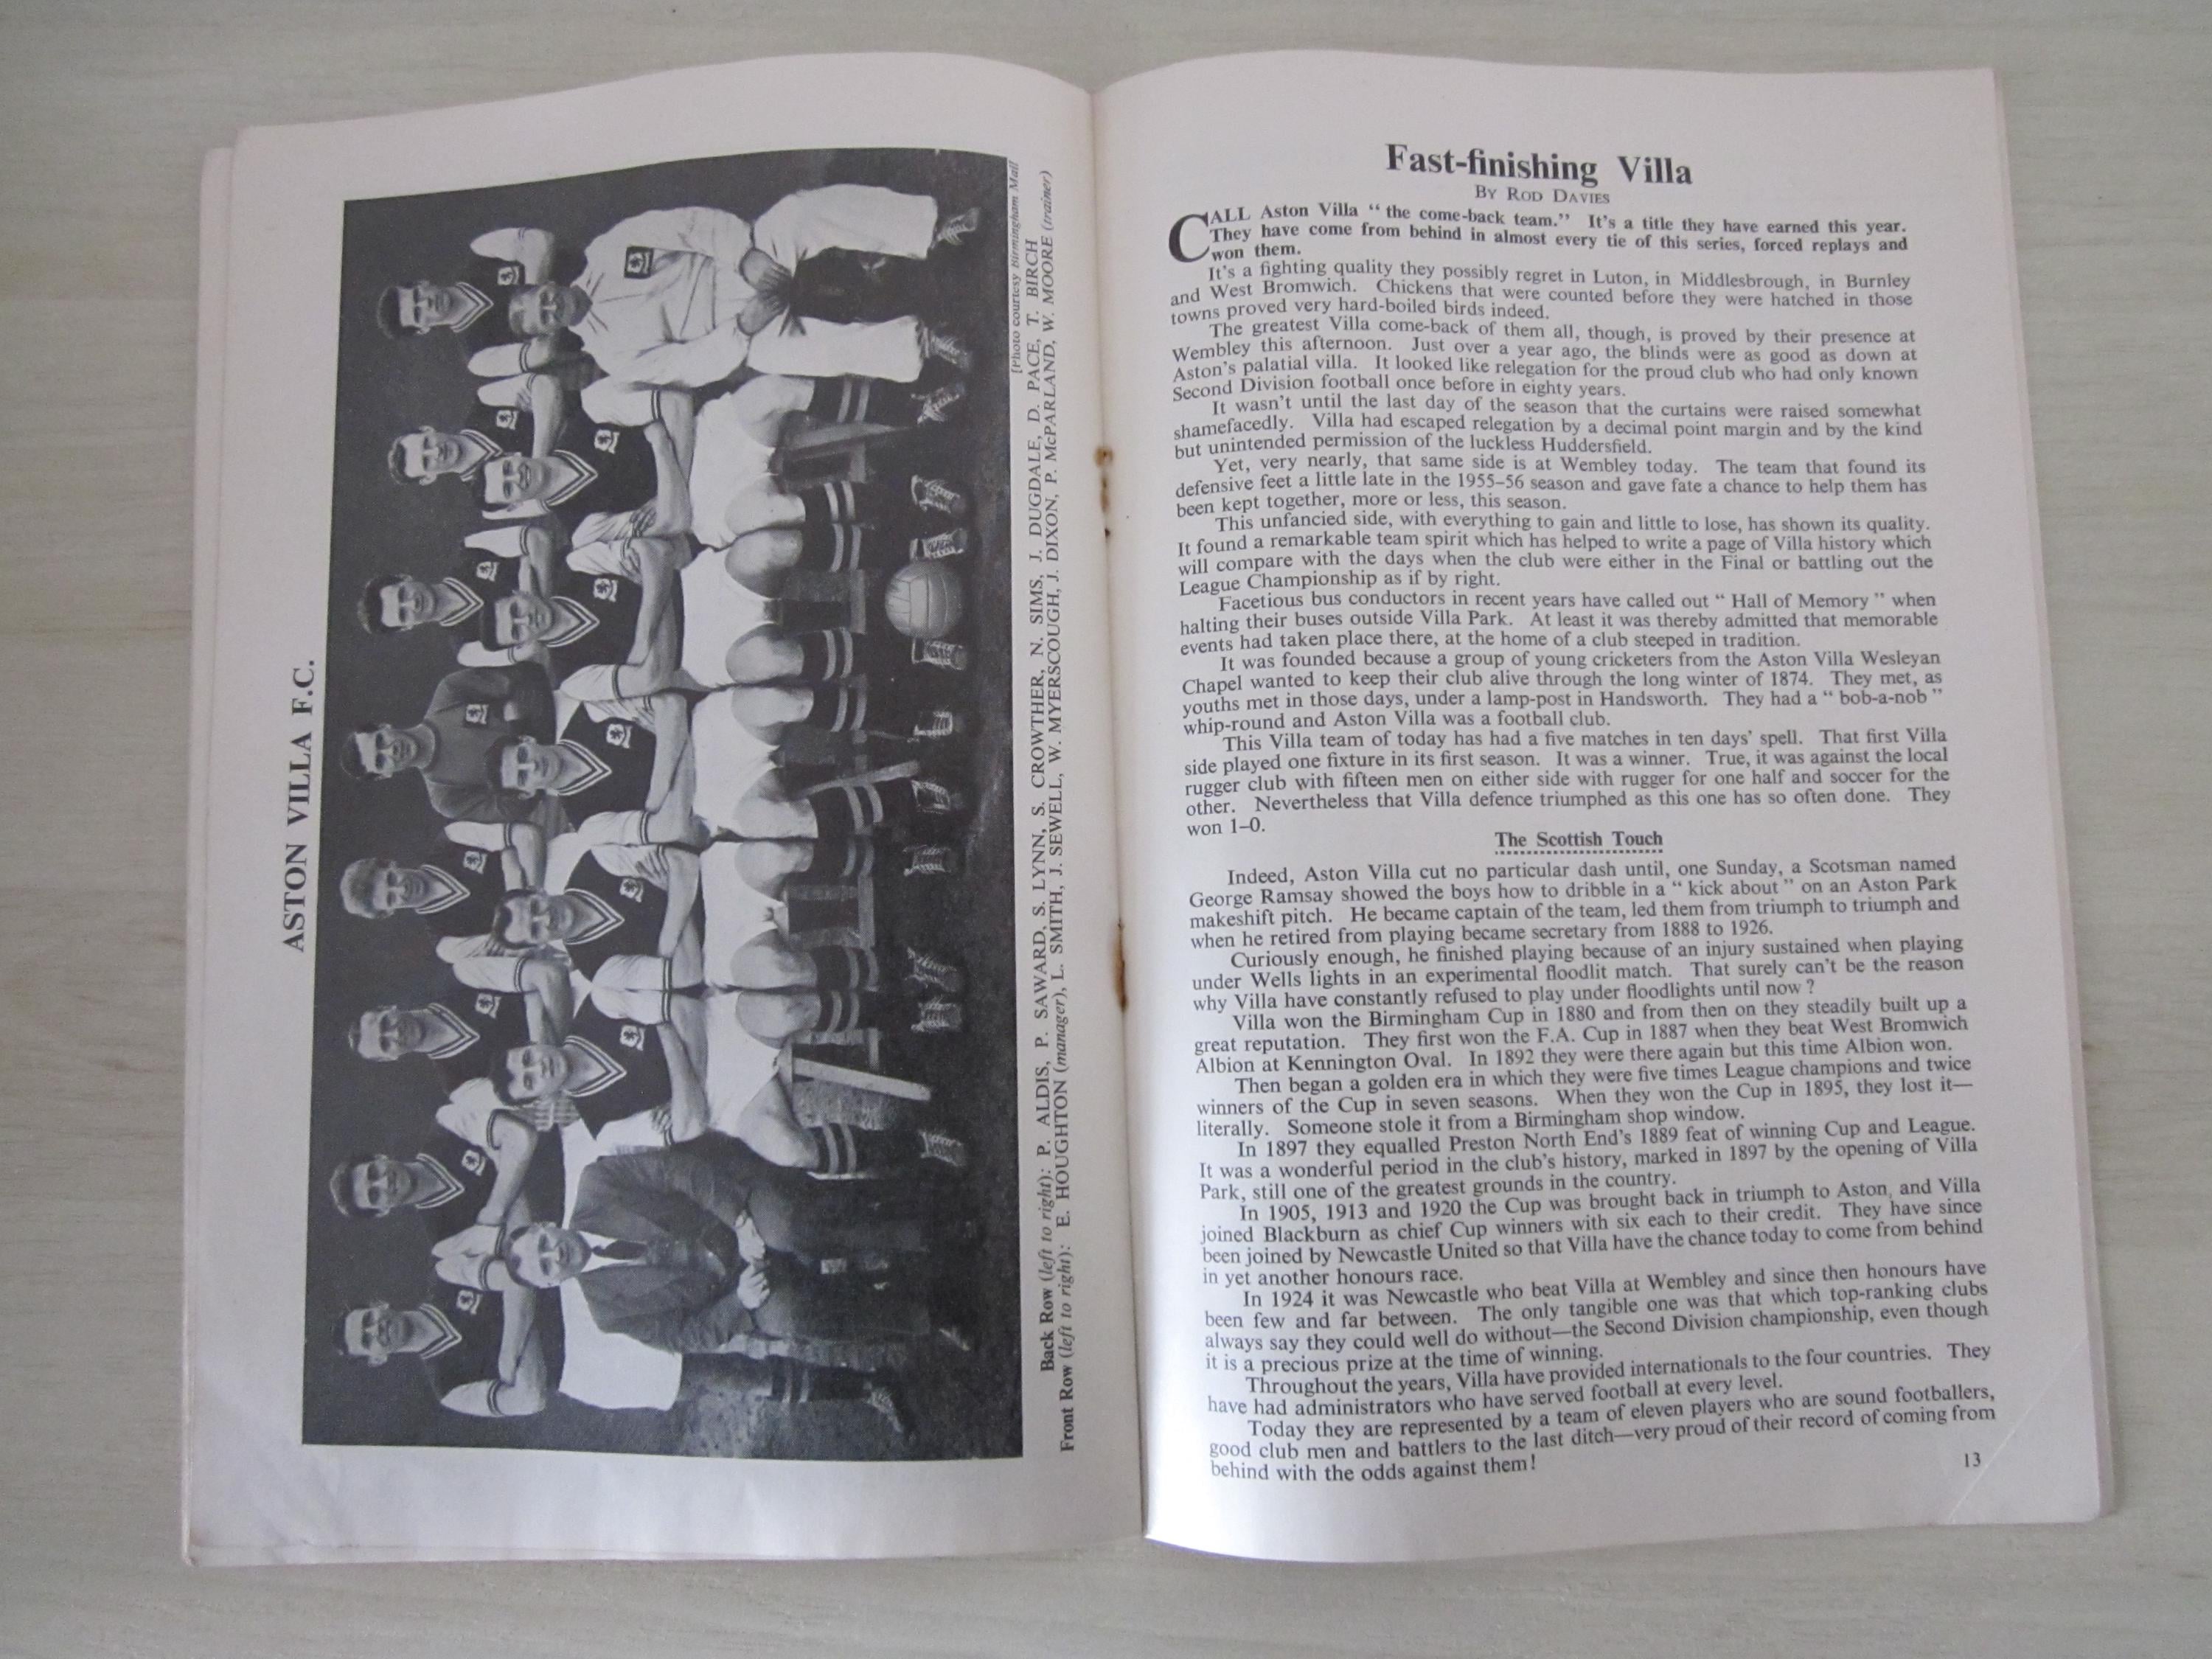 ASTON VILLA F.C.
[Photo courtesy Birmingham Mail
Back Row (left to right): P. ALDIS, P. SAWARD, S. LYNN, S. CROWTHER, N. SIMS, J. DUGDALE, D. PACE, T. BIRCH
Front Row (left to right): E. HOUGHTON (manager), L. SMITH, J. SEWELL, W. MYERSCOUGH, J. DIXON, P. McPARLAND, W. MOORE (trainer)
Fast-finishing Villa
BY ROD DAVIES
CALL Aston Villa “ the come-back team.” It's a title they have earned this year.
They have come from behind in almost every tie of this series, forced replays and
won them.
It's a fighting quality they possibly regret in Luton, in Middlesbrough, in Burnley
and West Bromwich. Chickens that were counted before they were hatched in those
towns proved very hard-boiled birds indeed.
The greatest Villa come-back of them all, though, is proved by their presence at
Wembley this afternoon. Just over a year ago, the blinds were as good as down at
Aston's palatial villa. It looked like relegation for the proud club who had only known
Second Division football once before in eighty years.
It wasn't until the last day of the season that the curtains were raised somewhat
shamefacedly. Villa had escaped relegation by a decimal point margin and by the kind
but unintended permission of the luckless Huddersfield.
Yet, very nearly, that same side is at Wembley today. The team that found its
defensive feet a little late in the 1955–56 season and gave fate a chance to help them has
been kept together, more or less, this season.
This unfancied side, with everything to gain and little to lose, has shown its quality.
It found a remarkable team spirit which has helped to write a page of Villa history which
will compare with the days when the club were either in the Final or battling out the
League Championship as if by right.
Facetious bus conductors in recent years have called out “ Hall of Memory ” when
halting their buses outside Villa Park. At least it was thereby admitted that memorable
events had taken place there, at the home of a club steeped in tradition.
It was founded because a group of young cricketers from the Aston Villa Wesleyan
Chapel wanted to keep their club alive through the long winter of 1874. They met, as
youths met in those days, under a lamp-post in Handsworth. They had a “ bob-a-nob ”
whip-round and Aston Villa was a football club.
This Villa team of today has had a five matches in ten days' spell. That first Villa
side played one fixture in its first season. It was a winner. True, it was against the local
rugger club with fifteen men on either side with rugger for one half and soccer for the
other. Nevertheless that Villa defence triumphed as this one has so often done. They
won 1–0.
The Scottish Touch
Indeed, Aston Villa cut no particular dash until, one Sunday, a Scotsman named
George Ramsay showed the boys how to dribble in a “ kick about ” on an Aston Park
makeshift pitch. He became captain of the team, led them from triumph to triumph and
when he retired from playing became secretary from 1888 to 1926.
Curiously enough, he finished playing because of an injury sustained when playing
under Wells lights in an experimental floodlit match. That surely can't be the reason
why Villa have constantly refused to play under floodlights until now ?
Villa won the Birmingham Cup in 1880 and from then on they steadily built up a
great reputation. They first won the F.A. Cup in 1887 when they beat West Bromwich
Albion at Kennington Oval. In 1892 they were there again but this time Albion won.
Then began a golden era in which they were five times League champions and twice
winners of the Cup in seven seasons. When they won the Cup in 1895, they lost it—
literally. Someone stole it from a Birmingham shop window.
In 1897 they equalled Preston North End's 1889 feat of winning Cup and League.
It was a wonderful period in the club's history, marked in 1897 by the opening of Villa
Park, still one of the greatest grounds in the country.
In 1905, 1913 and 1920 the Cup was brought back in triumph to Aston, and Villa
joined Blackburn as chief Cup winners with six each to their credit. They have since
been joined by Newcastle United so that Villa have the chance today to come from behind
in yet another honours race.
In 1924 it was Newcastle who beat Villa at Wembley and since then honours have
been few and far between. The only tangible one was that which top-ranking clubs
always say they could well do without—the Second Division championship, even though
it is a precious prize at the time of winning.
Throughout the years, Villa have provided internationals to the four countries. They
have had administrators who have served football at every level.
Today they are represented by a team of eleven players who are sound footballers,
good club men and battlers to the last ditch—very proud of their record of coming from
behind with the odds against them!
13